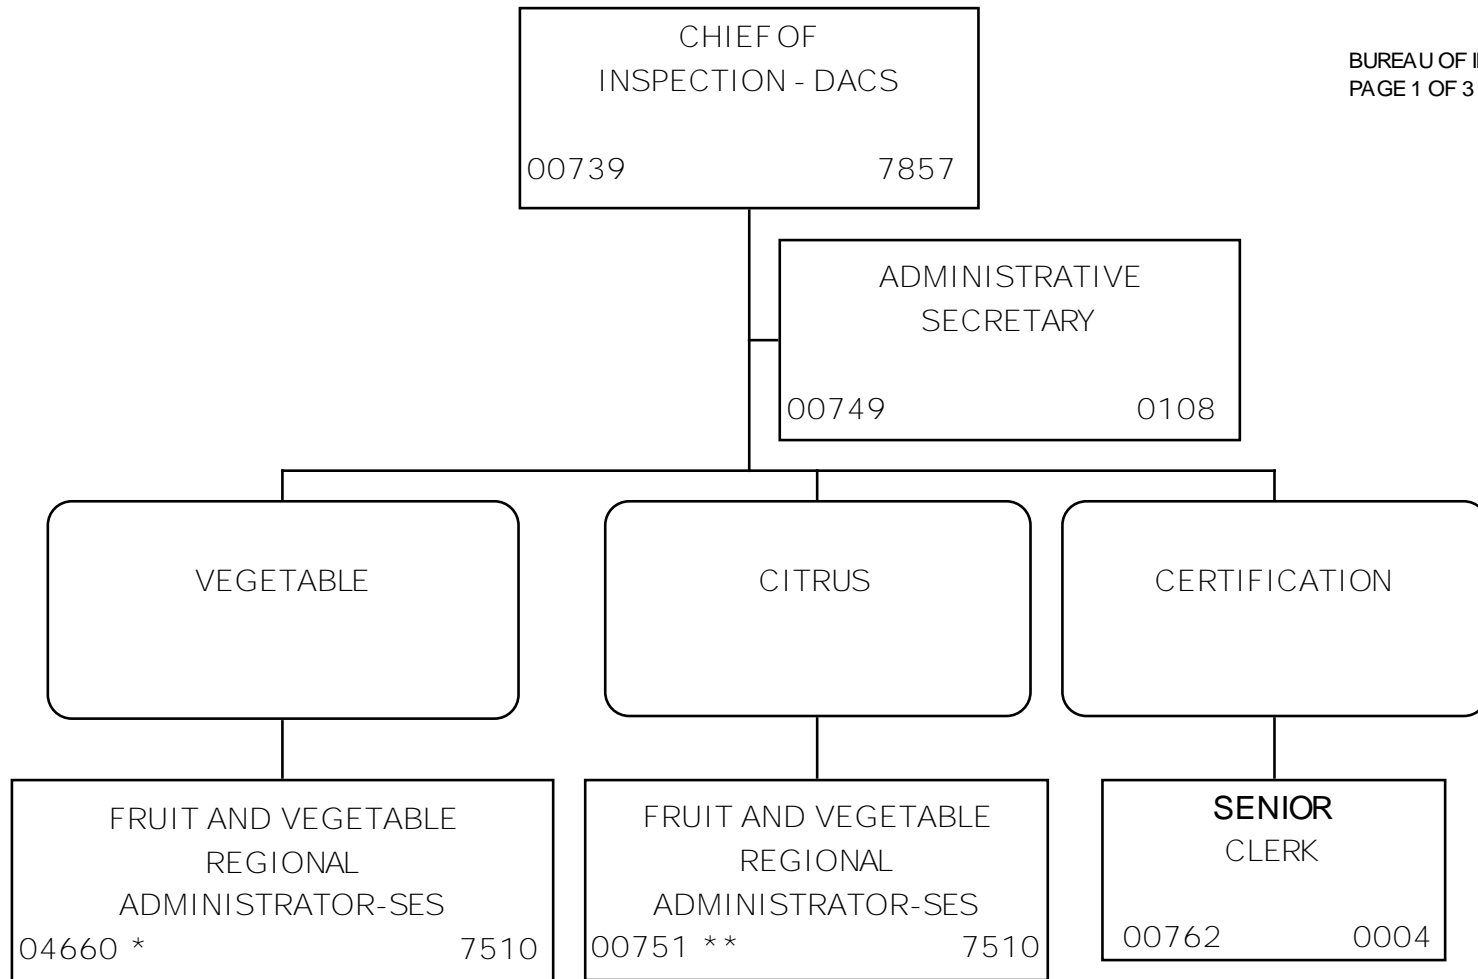 CHIEF OF
INSPECTION - DACS
00739 7857
BUREAU OF
PAGE 1 OF 3
ADMINISTRATIVE
SECRETARY
00749 0108
VEGETABLE
CITRUS
CERTIFICATION
FRUIT AND VEGETABLE
REGIONAL
ADMINISTRATOR-SES
04660 * 7510
FRUIT AND VEGETABLE
REGIONAL
ADMINISTRATOR-SES
00751 ** 7510
SENIOR
CLERK
00762 0004